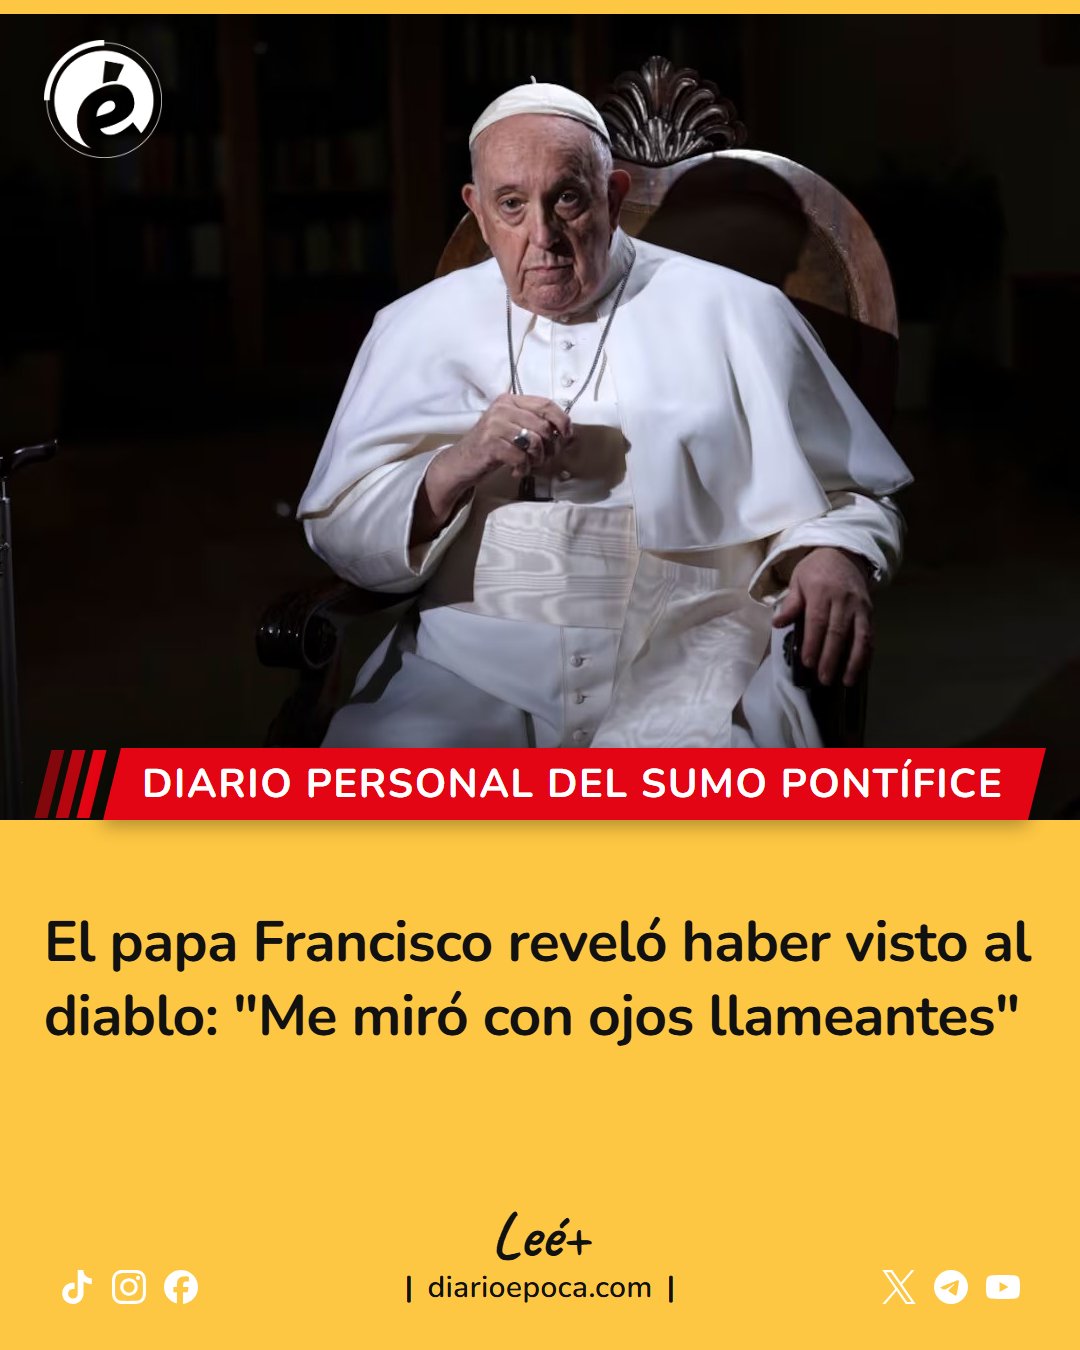 é
DIARIO PERSONAL DEL SUMO PONTÍFICE
El papa Francisco reveló haber visto al
diablo: "Me miró con ojos llameantes"
Leé+
| diarioepoca.com |